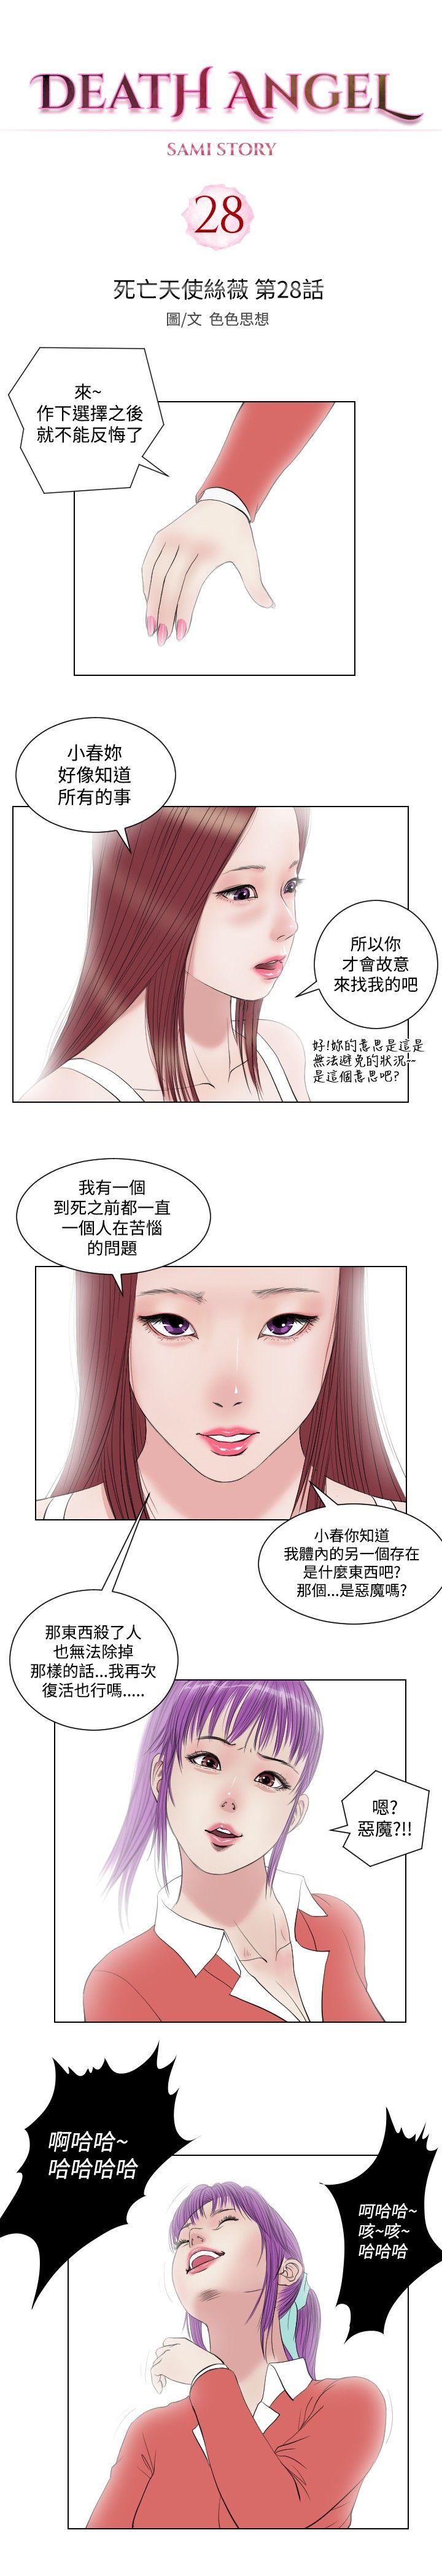 DEATH ANGEL
SAMI STORY
28
死亡天使絲薇 第28話
圖/文 色色思想
來~
作下選擇之後
就不能反悔了
小春妳
好像知道
所有的事
所以你
才會故意
來找我的吧
好!妳的意思是這是
無法避免的狀況~~
是這個意思吧?
我有一個
到死之前都一直
一個人在苦惱
的問題
小春你知道
我體內的另一個存在
是什麼東西吧?
那個...是惡魔嗎?
那東西殺了人
也無法除掉
那樣的話...我再次
復活也行嗎.....
嗯?
惡魔?!!
啊哈哈~
哈哈哈哈
呵哈哈~
咳~咳~
哈哈哈